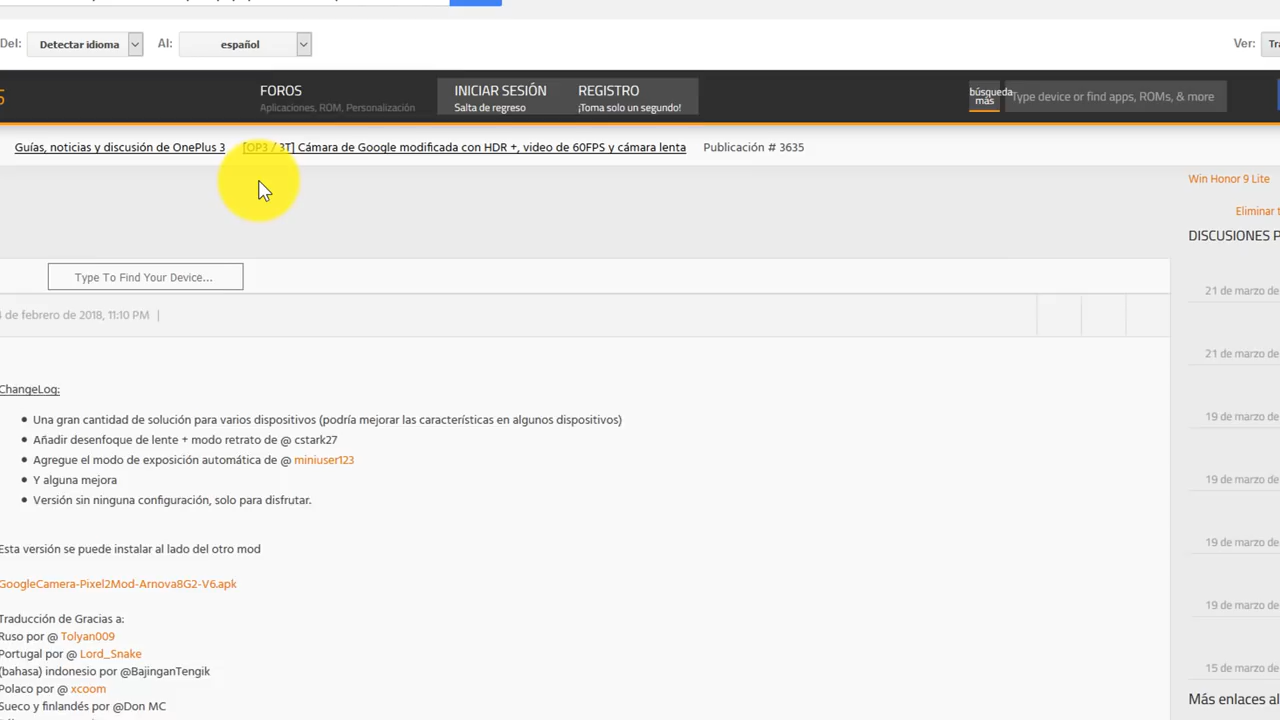 Del: Detectar idioma Al: español Ver:
FOROS
Aplicaciones, ROM. Personalización
INICIAR SESIÓN
Salta de regreso
REGISTRO
¡Toma solo un segundo!
búsqueda
más
Type device or find apps, ROMs, & more
Guías, noticias y discusión de OnePlus 3 [OP3 / 3T] Cámara de Google modificada con HDR +, video de 60FPS y cámara lenta Publicación # 3635
Win Honor 9 Lite
Eliminar t
DISCUSIONES P
Type To Find Your Device...
de febrero de 2018, 11:10 PM |
21 de marzo de
21 de marzo de
19 de marzo de
19 de marzo de
19 de marzo de
19 de marzo de
15 de marzo de
Más enlaces al
ChangeLog:
• Una gran cantidad de solución para varios dispositivos (podría mejorar las características en algunos dispositivos)
• Añadir desenfoque de lente + modo retrato de @ cstark27
• Agregue el modo de exposición automática de @ miniuser123
• Y alguna mejora
• Versión sin ninguna configuración, solo para disfrutar.
Esta versión se puede instalar al lado del otro mod
GoogleCamera-Pixel2Mod-Arnova8G2-V6.apk
Traducción de Gracias a:
Ruso por @ Tolyan009
Portugal por @ Lord_Snake
(bahasa) indonesio por @BajinganTengik
Polaco por @ xcoom
Sueco y finlandés por @Don MC